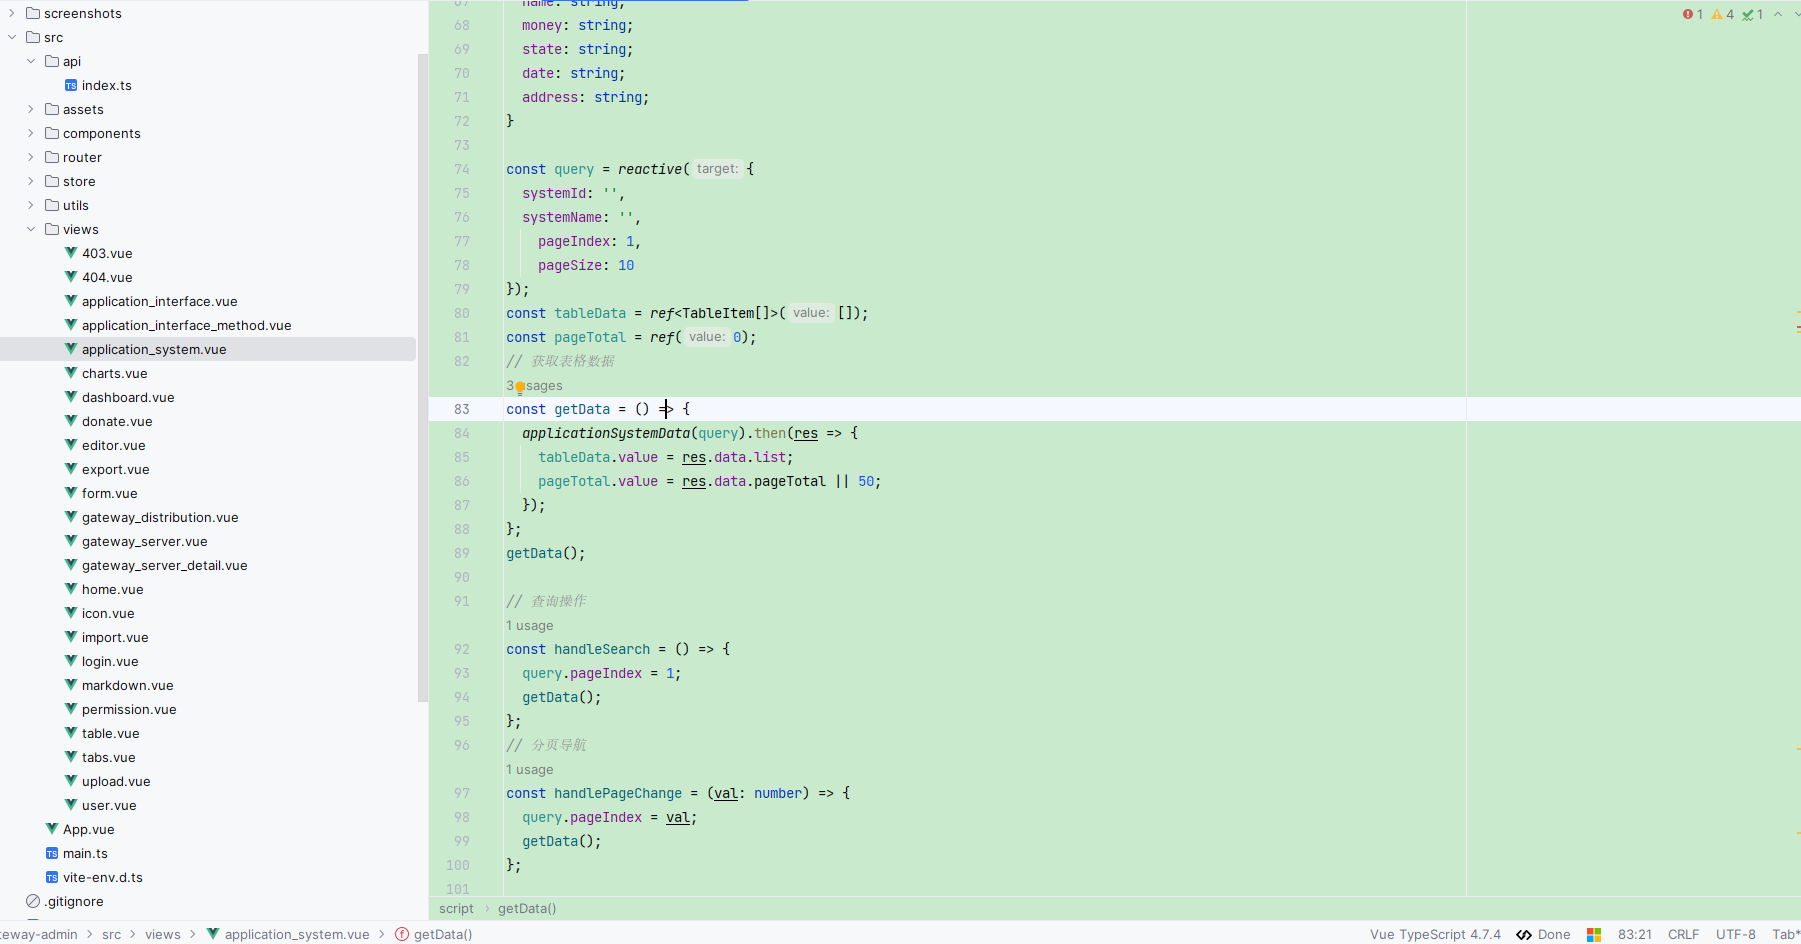 screenshots
src
api
index.ts
assets
components
router
store
utils
views
403.vue
404.vue
application_interface.vue
application_interface_method.vue
application_system.vue
charts.vue
dashboard.vue
donate.vue
editor.vue
export.vue
form.vue
gateway_distribution.vue
gateway_server.vue
gateway_server_detail.vue
home.vue
icon.vue
import.vue
login.vue
markdown.vue
permission.vue
table.vue
tabs.vue
upload.vue
user.vue
App.vue
main.ts
vite-env.d.ts
.gitignore
67 name: string;
68 money: string;
69 state: string;
70 date: string;
71 address: string;
72 }
73
74 const query = reactive( target: {
75 systemId: '',
76 systemName: '',
77 pageIndex: 1,
78 pageSize: 10
79 });
80 const tableData = ref<TableItem[]>( value: []);
81 const pageTotal = ref( value: 0);
82 // 获取表格数据
3 sages
83 const getData = () => {
84 applicationSystemData(query).then(res => {
85 tableData.value = res.data.list;
86 pageTotal.value = res.data.pageTotal || 50;
87 });
88 };
89 getData();
90
91 // 查询操作
1 usage
92 const handleSearch = () => {
93 query.pageIndex = 1;
94 getData();
95 };
96 // 分页导航
1 usage
97 const handlePageChange = (val: number) => {
98 query.pageIndex = val;
99 getData();
100 };
101
1 4 1
script › getData()
teway-admin > src > views > application_system.vue > getData()
Vue TypeScript 4.7.4 Done 83:21 CRLF UTF-8 Tab*